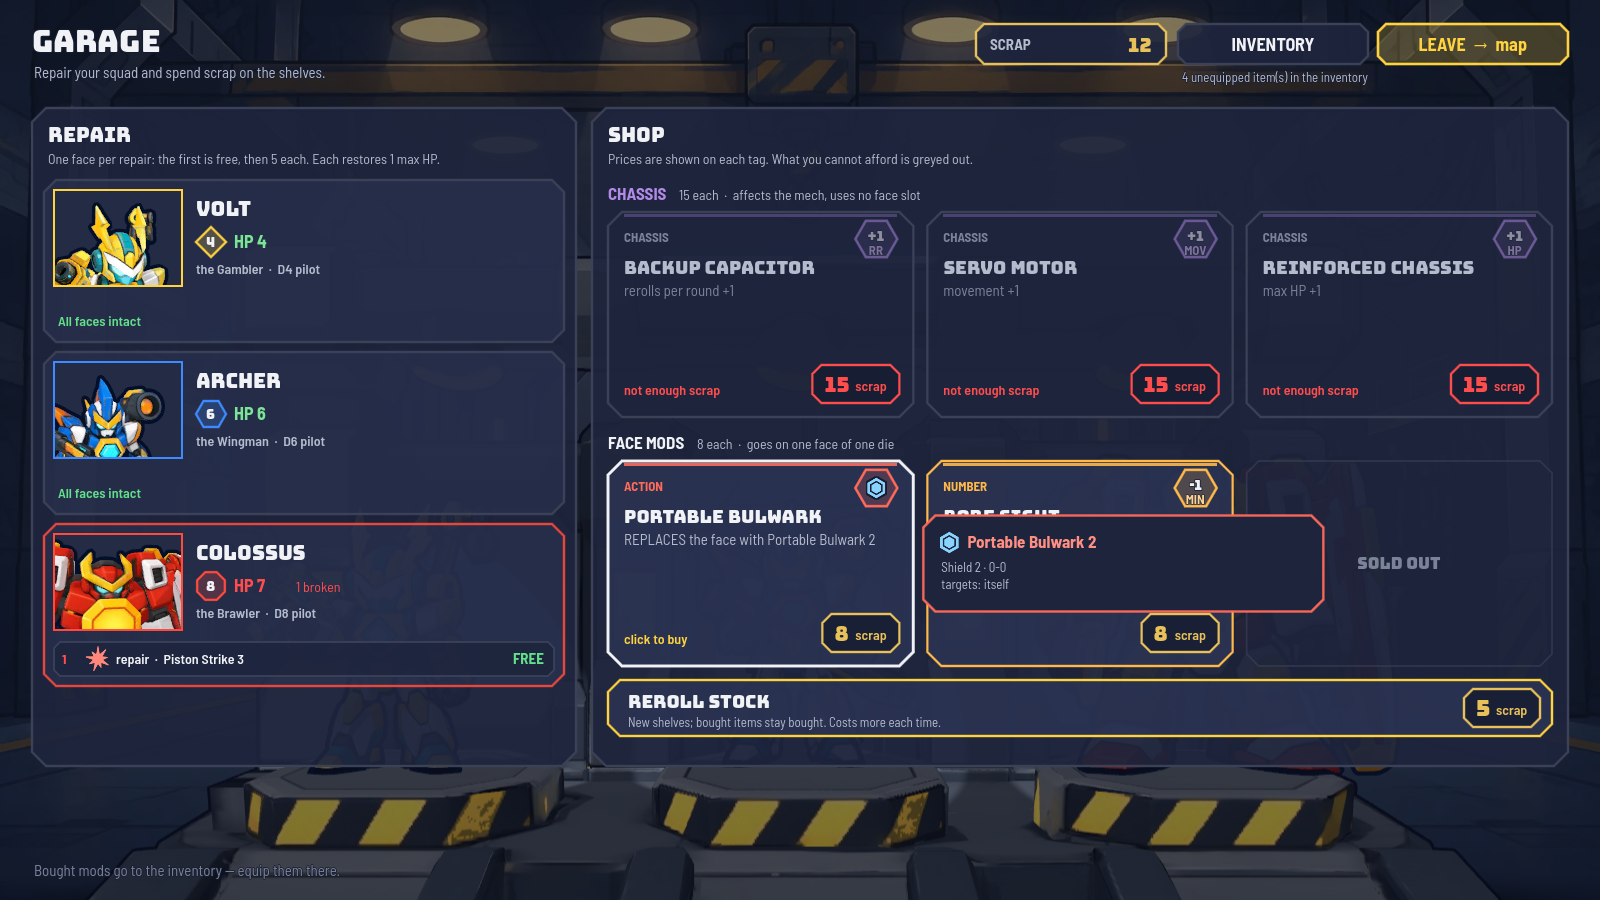 GARAGE
Repair your squad and spend scrap on the shelves.
SCRAP 12
INVENTORY
LEAVE → map
4 unequipped item(s) in the inventory
REPAIR
One face per repair: the first is free, then 5 each. Each restores 1 max HP.
VOLT
4 HP 4
the Gambler · D4 pilot
All faces intact
ARCHER
6 HP 6
the Wingman · D6 pilot
All faces intact
COLOSSUS
8 HP 7 1 broken
the Brawler · D8 pilot
1 repair · Piston Strike 3 FREE
SHOP
Prices are shown on each tag. What you cannot afford is greyed out.
CHASSIS 15 each · affects the mech, uses no face slot
CHASSIS
+1
RR
BACKUP CAPACITOR
rerolls per round +1
not enough scrap
15 scrap
CHASSIS
+1
MOV
SERVO MOTOR
movement +1
not enough scrap
15 scrap
CHASSIS
+1
HP
REINFORCED CHASSIS
max HP +1
not enough scrap
15 scrap
FACE MODS 8 each · goes on one face of one die
ACTION
PORTABLE BULWARK
REPLACES the face with Portable Bulwark 2
click to buy
8 scrap
NUMBER
-1
MIN
Portable Bulwark 2
Shield 2 · 0-0
targets: itself
8 scrap
SOLD OUT
REROLL STOCK
New shelves; bought items stay bought. Costs more each time.
5 scrap
Bought mods go to the inventory — equip them there.